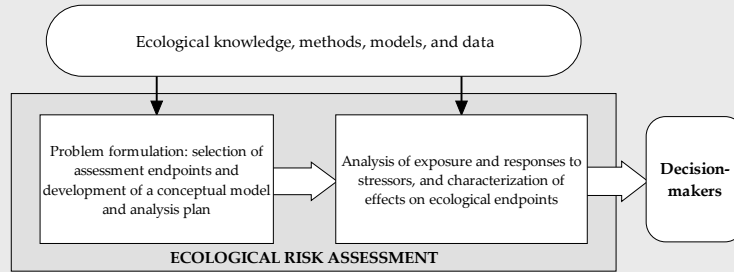 Ecological knowledge, methods, models, and data
Problem formulation: selection of
assessment endpoints and
development of a conceptual model
and analysis plan
Analysis of exposure and responses to
stressors, and characterization of
effects on ecological endpoints
Decision-
makers
ECOLOGICAL RISK ASSESSMENT